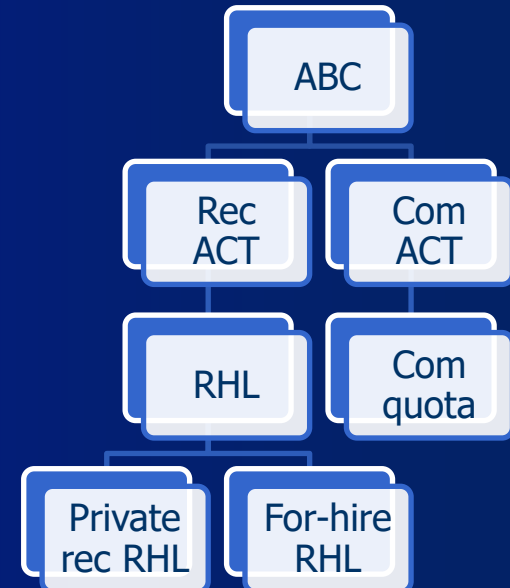 ABC
Rec
ACT
Com
ACT
RHL
Com
quota
Private
rec RHL
For-hire
RHL